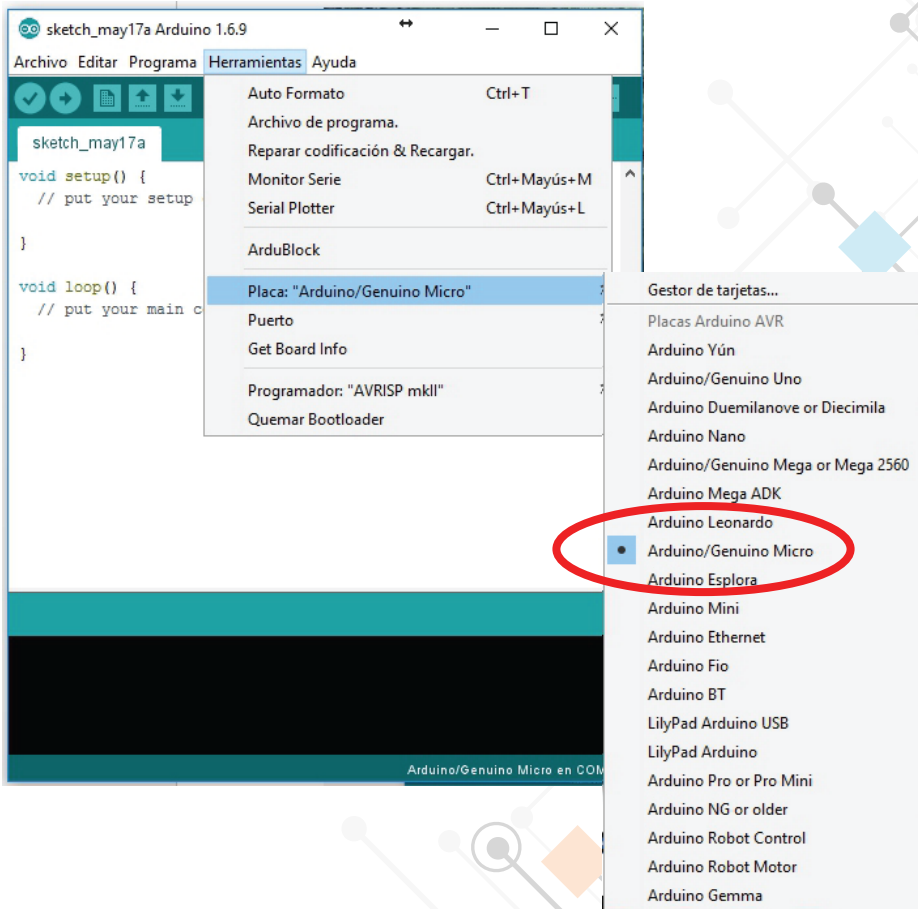 sketch_may17a Arduino 1.6.9
Archivo Editar Programa Herramientas Ayuda
sketch_may17a
void setup() {
// put your setup
}
void loop() {
// put your main c
}
Auto Formato Ctrl+T
Archivo de programa.
Reparar codificación & Recargar.
Monitor Serie Ctrl+Mayús+M
Serial Plotter Ctrl+Mayús+L
ArduBlock
Placa: "Arduino/Genuino Micro"
Puerto
Get Board Info
Programador: "AVRISP mkII"
Quemar Bootloader
Gestor de tarjetas...
Placas Arduino AVR
Arduino Yún
Arduino/Genuino Uno
Arduino Duemilanove or Diecimila
Arduino Nano
Arduino/Genuino Mega or Mega 2560
Arduino Mega ADK
Arduino Leonardo
Arduino/Genuino Micro
Arduino Esplora
Arduino Mini
Arduino Ethernet
Arduino Fio
Arduino BT
LilyPad Arduino USB
LilyPad Arduino
Arduino Pro or Pro Mini
Arduino NG or older
Arduino Robot Control
Arduino Robot Motor
Arduino Gemma
Arduino/Genuino Micro en COM